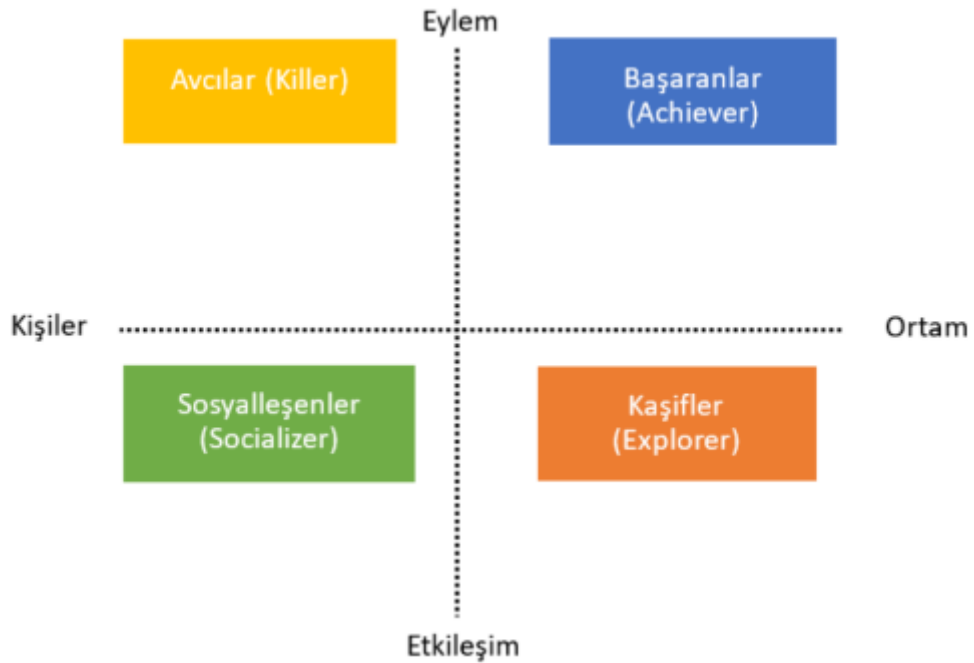 Eylem
Avcılar (Killer)
Başaranlar
(Achiever)
Kişiler
Ortam
Sosyalleşenler
(Socializer)
Kaşifler
(Explorer)
Etkileşim